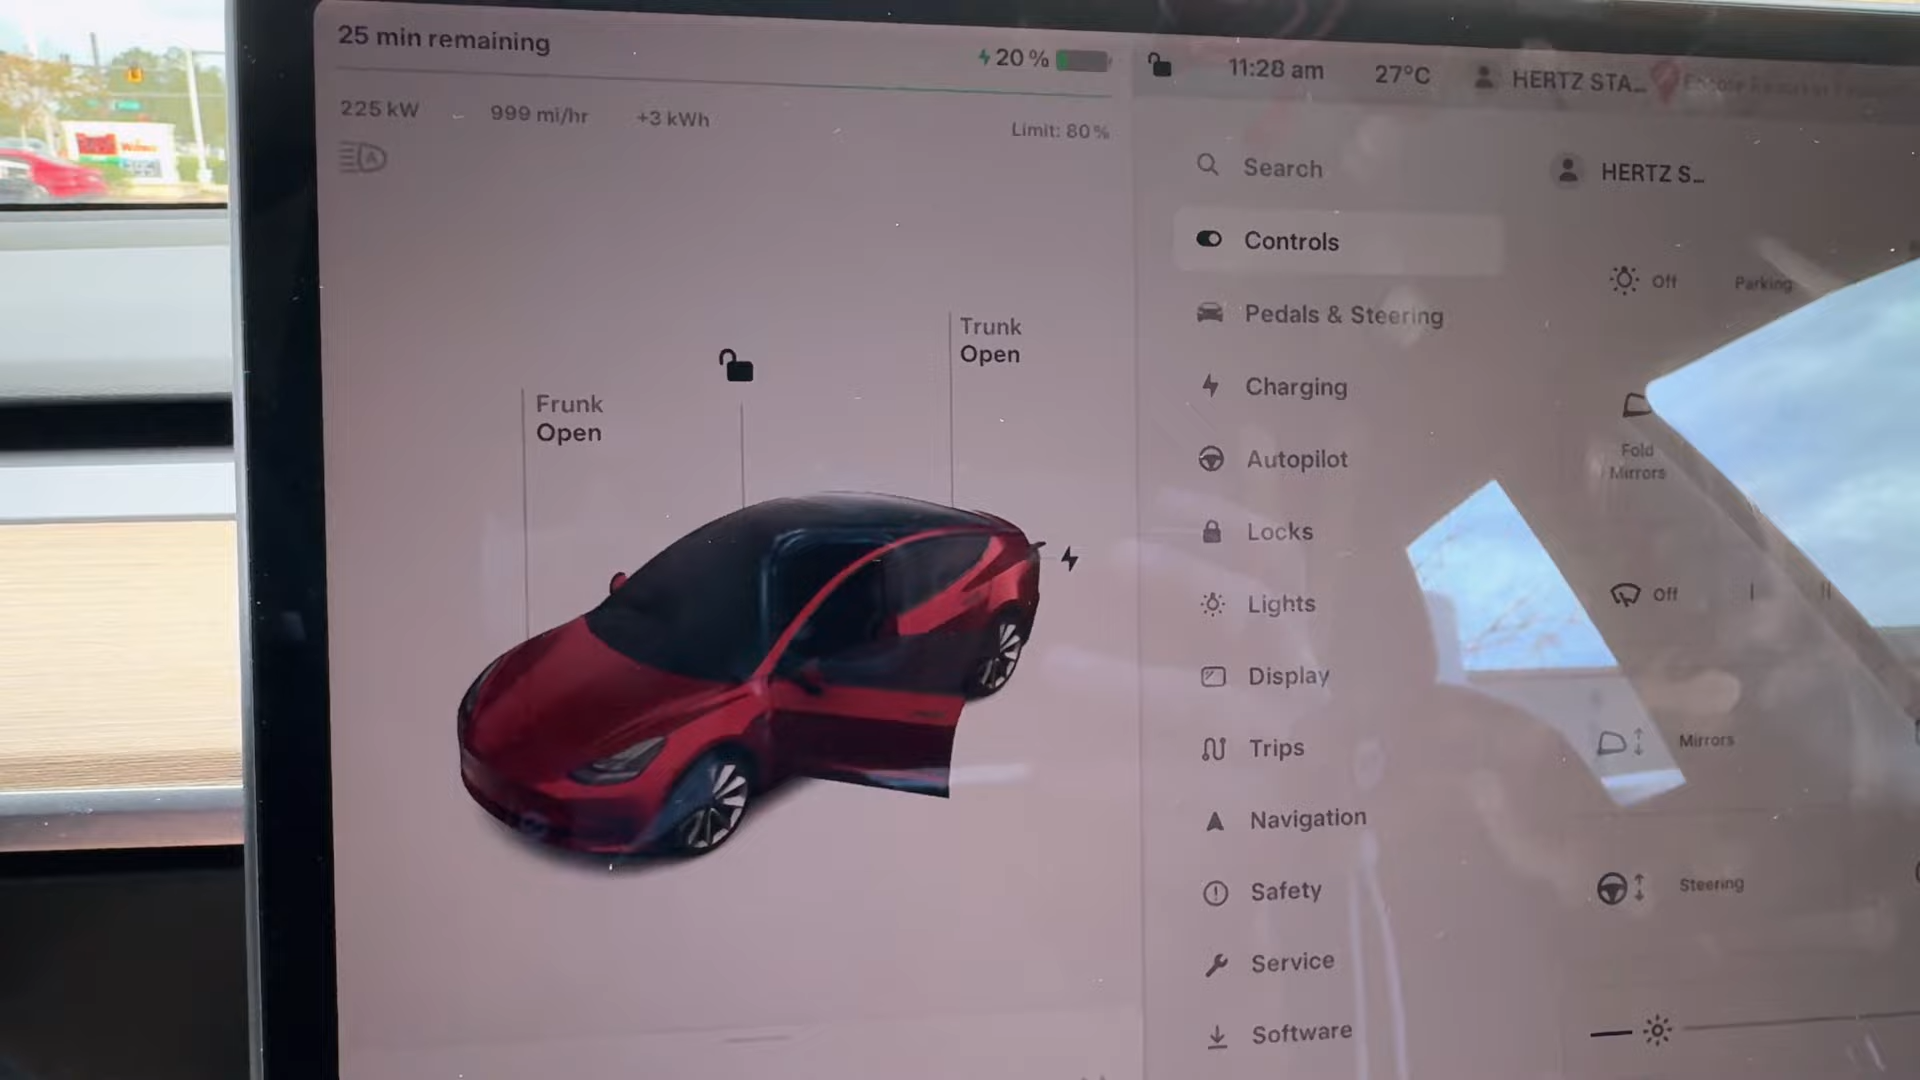 25 min remaining
20 %
225 kW
999 mi/hr
+3 kWh
Limit: 80%
A
Frunk
Open
Trunk
Open
11:28 am
27°C
HERTZ STA...
Search
HERTZ S...
Controls
Off
Parking
Pedals & Steering
Charging
Fold
Mirrors
Autopilot
Locks
Lights
Off
I
II
Display
Trips
Mirrors
Navigation
Safety
Steering
Service
Software